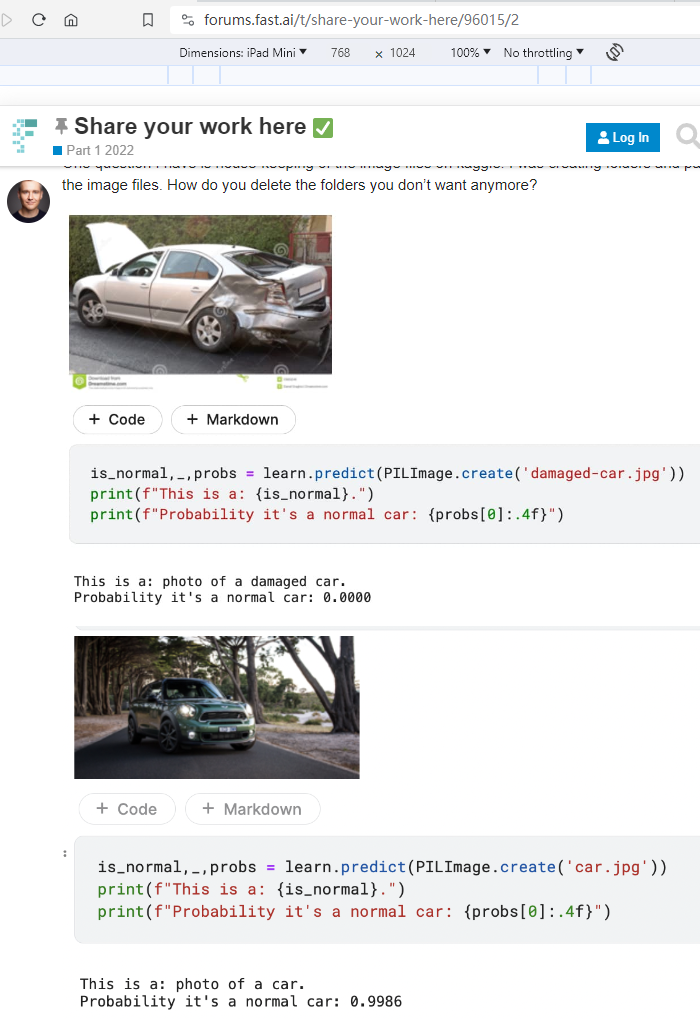 forums.fast.ai/t/share-your-work-here/96015/2
Dimensions: iPad Mini ▼ 768 × 1024 100% ▼ No throttling ▼
Share your work here ✅
Log In
Part 1 2022
the image files. How do you delete the folders you don’t want anymore?
+ Code + Markdown
is_normal,_,probs = learn.predict(PILImage.create('damaged-car.jpg'))
print(f"This is a: {is_normal}.")
print(f"Probability it's a normal car: {probs[0]:.4f}")
This is a: photo of a damaged car.
Probability it's a normal car: 0.0000
+ Code + Markdown
is_normal,_,probs = learn.predict(PILImage.create('car.jpg'))
print(f"This is a: {is_normal}.")
print(f"Probability it's a normal car: {probs[0]:.4f}")
This is a: photo of a car.
Probability it's a normal car: 0.9986